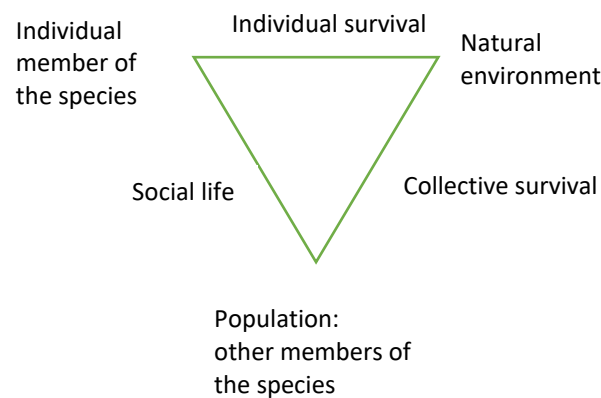 Individual
member of
the species
Individual survival
Natural
environment
Social life
Collective survival
Population:
other members of
the species